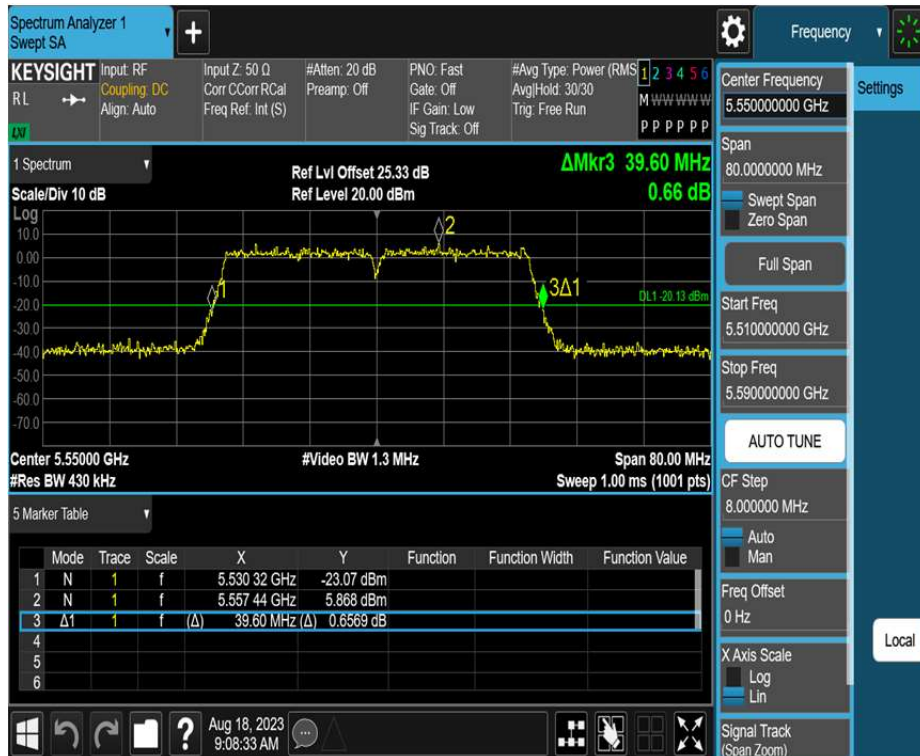 Spectrum Analyzer 1
Swept SA
+
Frequency
KEYSIGHT
RL
LXI
Input: RF
Coupling: DC
Align: Auto
Input Z: 50 Ω
Corr CCorr RCal
Freq Ref: Int (S)
#Atten: 20 dB
Preamp: Off
PNO: Fast
Gate: Off
IF Gain: Low
Sig Track: Off
#Avg Type: Power (RMS
Avg|Hold: 30/30
Trig: Free Run
1 2 3 4 5 6
M W W W W W
P P P P P P
Center Frequency
5.550000000 GHz
Settings
1 Spectrum
Scale/Div 10 dB
Ref Lvl Offset 25.33 dB
Ref Level 20.00 dBm
ΔMkr3 39.60 MHz
0.66 dB
Log
10.0
0.00
-10.0
-20.0
-30.0
-40.0
-50.0
-60.0
-70.0
1
2
3Δ1
DL1 -20.13 dBm
Center 5.55000 GHz
#Video BW 1.3 MHz
Span 80.00 MHz
#Res BW 430 kHz
Sweep 1.00 ms (1001 pts)
Span
80.0000000 MHz
Swept Span
Zero Span
Full Span
Start Freq
5.510000000 GHz
Stop Freq
5.590000000 GHz
AUTO TUNE
CF Step
8.000000 MHz
Auto
Man
Freq Offset
0 Hz
X Axis Scale
Log
Lin
Signal Track
(Span Zoom)
Local
5 Marker Table
Mode Trace Scale X Y Function Function Width Function Value
1 N 1 f 5.530 32 GHz -23.07 dBm
2 N 1 f 5.557 44 GHz 5.868 dBm
3 Δ1 1 f (Δ) 39.60 MHz (Δ) 0.6569 dB
4
5
6
?
Aug 18, 2023
9:08:33 AM